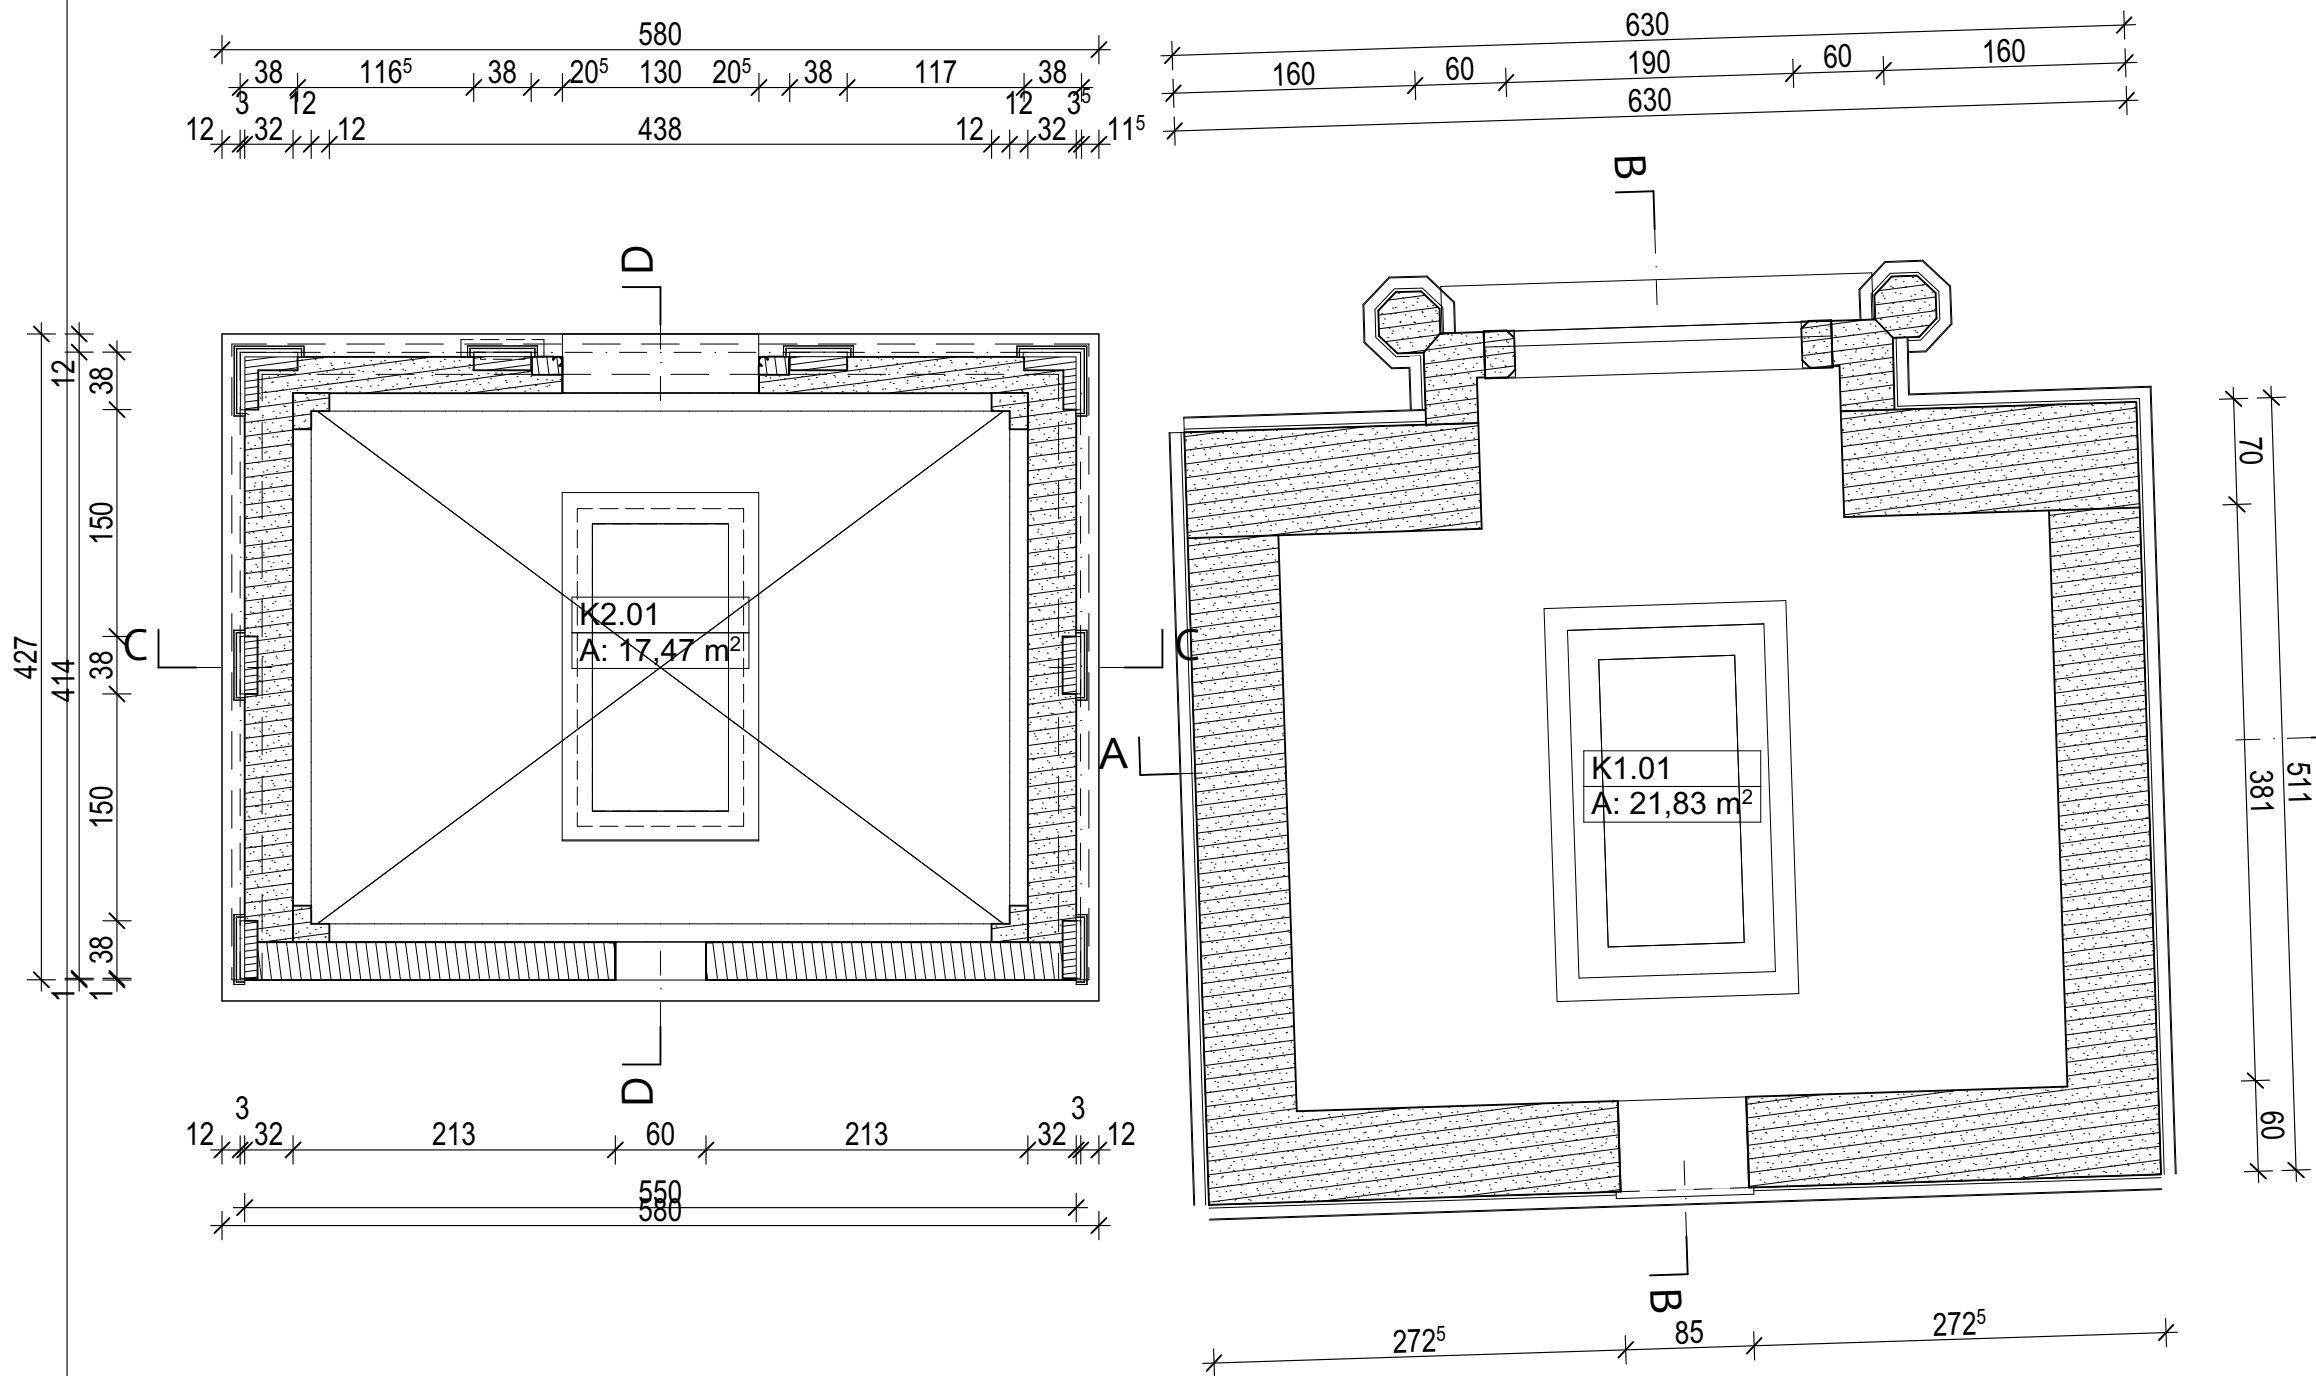 580
38 116⁵ 38 20⁵ 130 20⁵ 38 117 38
3 12 12 3⁵
12 32 12 438 12 32 11⁵
630
160 60 190 60 160
630
D
B
12
38
150
38
150
38
1
1
414
427
C
C
K2.01
A: 17,47 m²
D
3 3
12 32 213 60 213 32 12
550
580
A
K1.01
A: 21,83 m²
70
381
60
511
B
272⁵ 85 272⁵